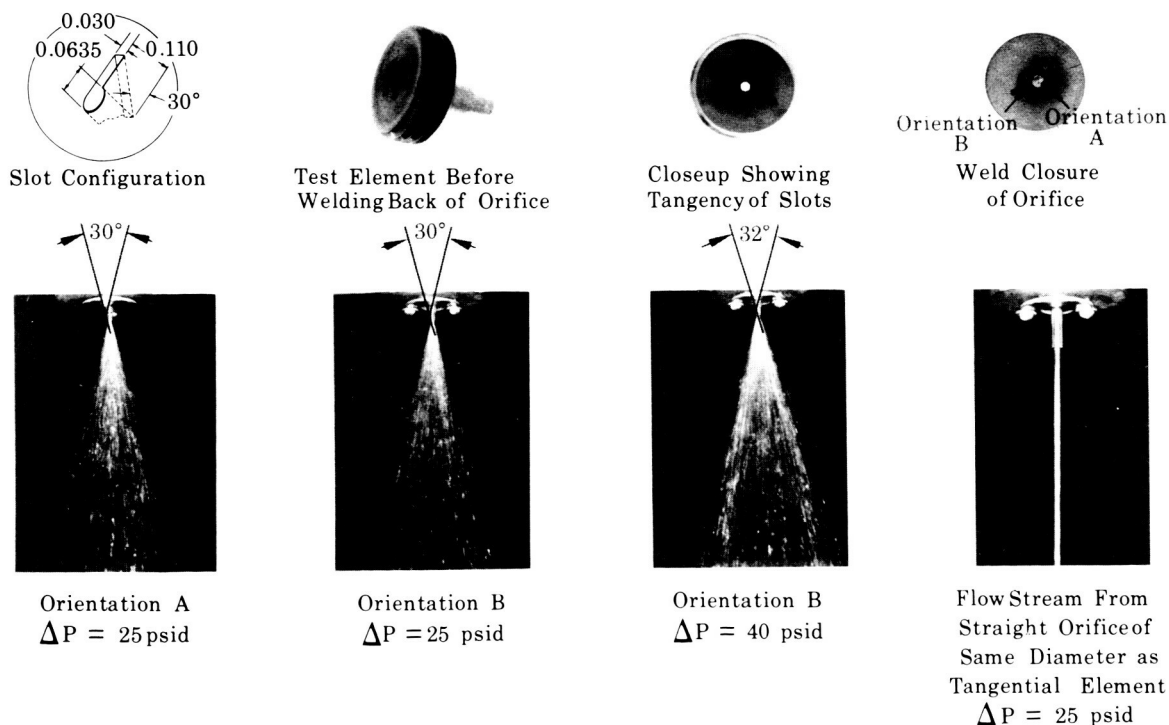 0.030
0.0635
0.110
30°
Slot Configuration
Test Element Before
Welding Back of Orifice
Closeup Showing
Tangency of Slots
Orientation
B
Orientation
A
Weld Closure
of Orifice
30°
30°
32°
Orientation A
ΔP = 25 psid
Orientation B
ΔP = 25 psid
Orientation B
ΔP = 40 psid
Flow Stream From
Straight Orifice of
Same Diameter as
Tangential Element
ΔP = 25 psid